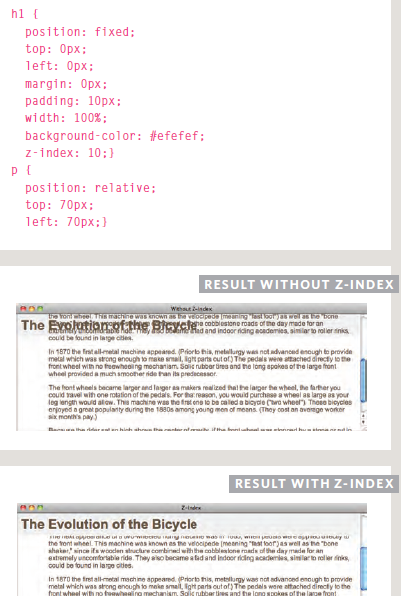 h1 {
position: fixed;
top: 0px;
left: 0px;
margin: 0px;
padding: 10px;
width: 100%;
background-color: #efefef;
z-index: 10;}
p {
position: relative;
top: 70px;
left: 70px;}
RESULT WITHOUT Z-INDEX
Without z-index
the front wheel. This machine was known as the velocipede (meaning "fast foot") as well as the "bone
The Evolution of the Bicycle
cobblestone roads of the day made for an
extremely uncomfortable ride. They also became a fad and indoor riding academies, similar to roller rinks,
could be found in large cities.
In 1870 the first all-metal machine appeared. (Prior to this, metallurgy was not advanced enough to provide
metal which was strong enough to make small, light parts out of.) The pedals were attached directly to the
front wheel with no freewheeling mechanism. Solid rubber tires and the long spokes of the large front
wheel provided a much smoother ride than its predecessor.
The front wheels became larger and larger as makers realized that the larger the wheel, the farther you
could travel with one rotation of the pedals. For that reason, you would purchase a wheel as large as your
leg length would allow. This machine was the first one to be called a bicycle ("two wheel"). These bicycles
enjoyed a great popularity during the 1880s among young men of means. (They cost an average worker
six month's pay.)
Because the rider sat so high above the center of gravity, if the front wheel was stopped by a stone or rut in
RESULT WITH Z-INDEX
Z-Index
The Evolution of the Bicycle
the front wheel. This machine was known as the velocipede (meaning "fast foot") as well as the "bone
shaker," since it's wooden structure combined with the cobblestone roads of the day made for an
extremely uncomfortable ride. They also became a fad and indoor riding academies, similar to roller rinks,
could be found in large cities.
In 1870 the first all-metal machine appeared. (Prior to this, metallurgy was not advanced enough to provide
metal which was strong enough to make small, light parts out of.) The pedals were attached directly to the
front wheel with no freewheeling mechanism. Solid rubber tires and the long spokes of the large front